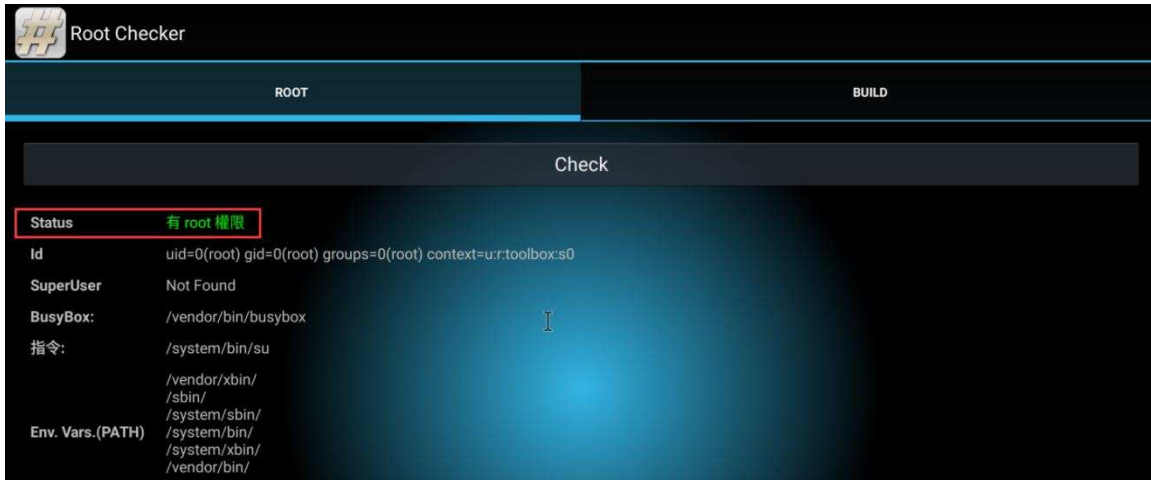 Root Checker
ROOT
BUILD
Check
Status 有 root 權限
Id uid=0(root) gid=0(root) groups=0(root) context=u:r:toolbox:s0
SuperUser Not Found
BusyBox: /vendor/bin/busybox
指令: /system/bin/su
/vendor/xbin/
/sbin/
/system/sbin/
Env. Vars.(PATH) /system/bin/
/system/xbin/
/vendor/bin/